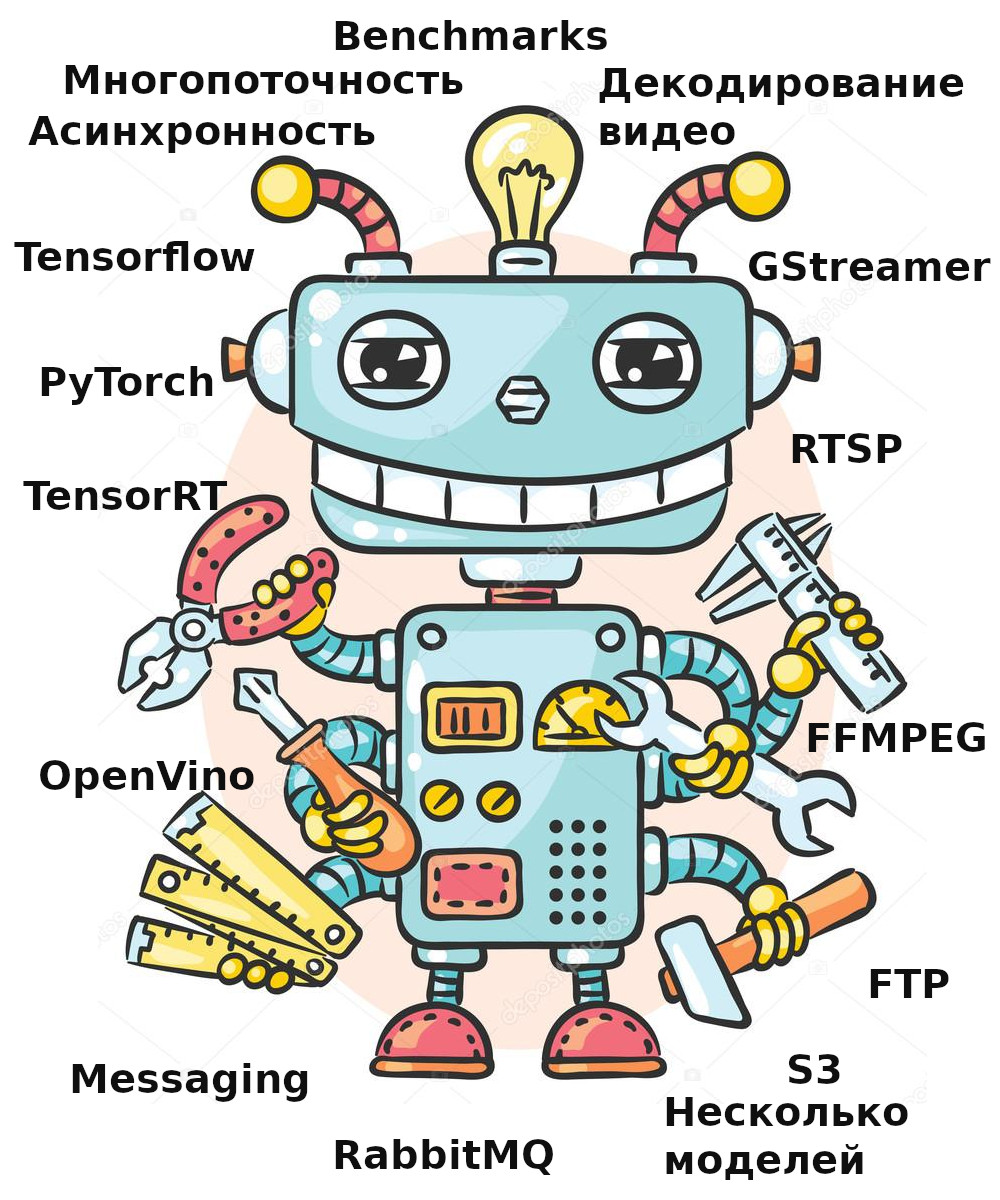 Benchmarks
Многопоточность
Декодирование
видео
Асинхронность
Tensorflow
GStreamer
PyTorch
RTSP
TensorRT
FFMPEG
OpenVino
FTP
Messaging
S3
Несколько
моделей
RabbitMQ